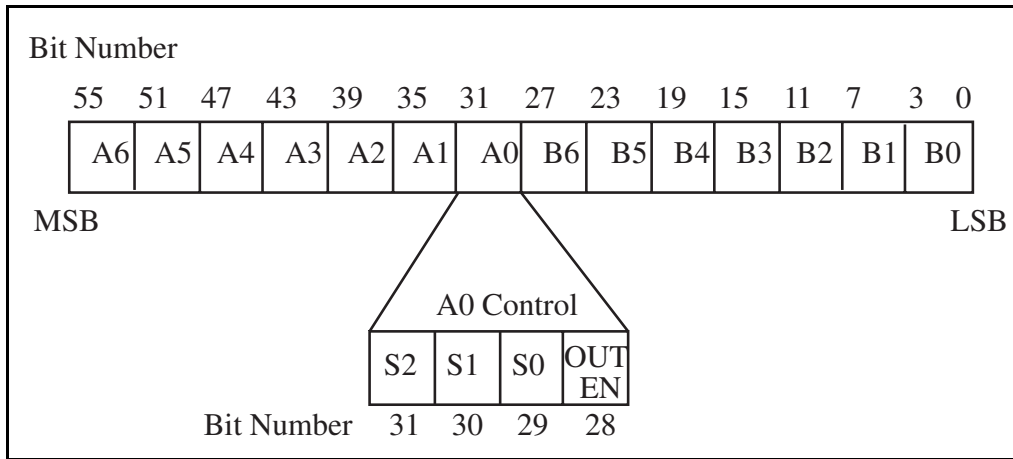 Bit Number
55 51 47 43 39 35 31 27 23 19 15 11 7 3 0
A6 A5 A4 A3 A2 A1 A0 B6 B5 B4 B3 B2 B1 B0
MSB LSB
A0 Control
S2 S1 S0 OUT
EN
Bit Number 31 30 29 28